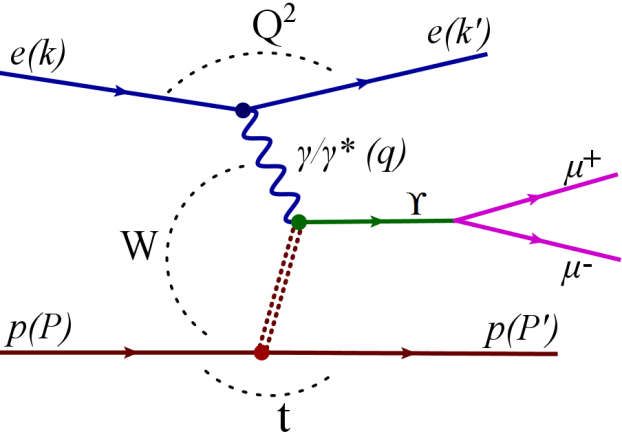 Q²
e(k)
e(k')
γ/γ* (q)
ϒ
μ+
μ-
W
p(P)
p(P')
t